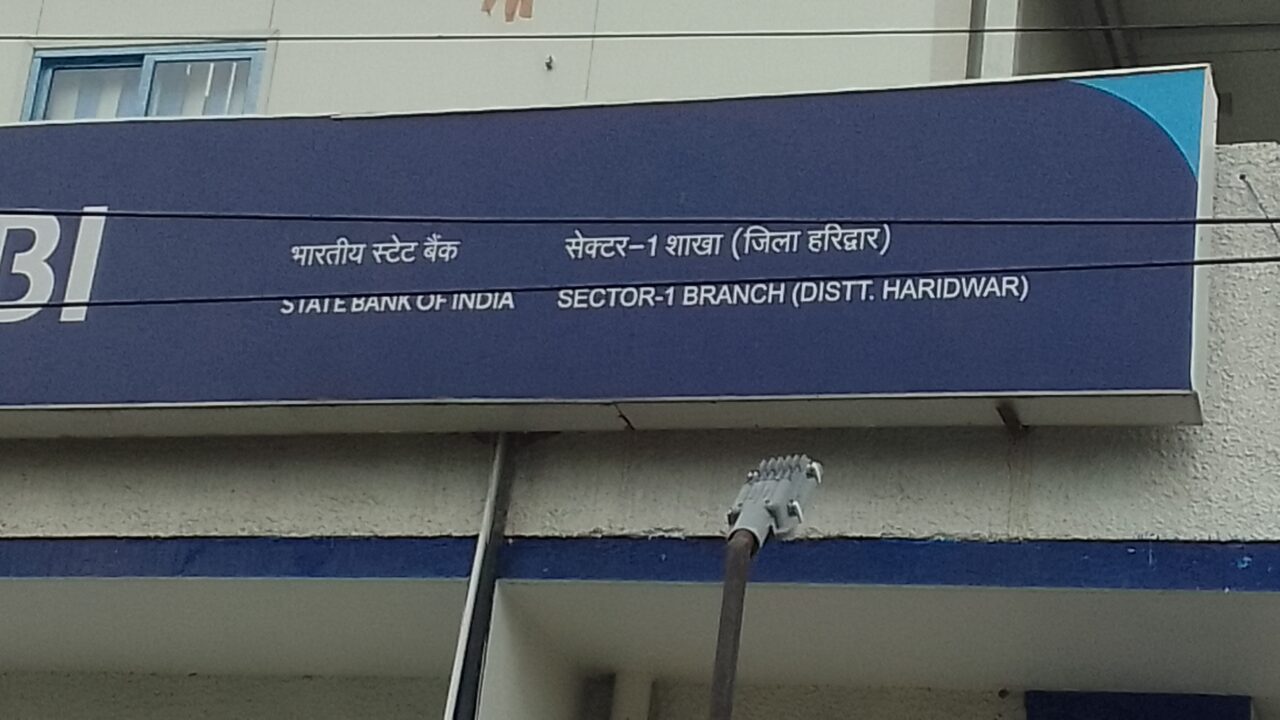 BI
भारतीय स्टेट बैंक
STATE BANK OF INDIA
सेक्टर-1 शाखा (जिला हरिद्वार)
SECTOR-1 BRANCH (DISTT. HARIDWAR)